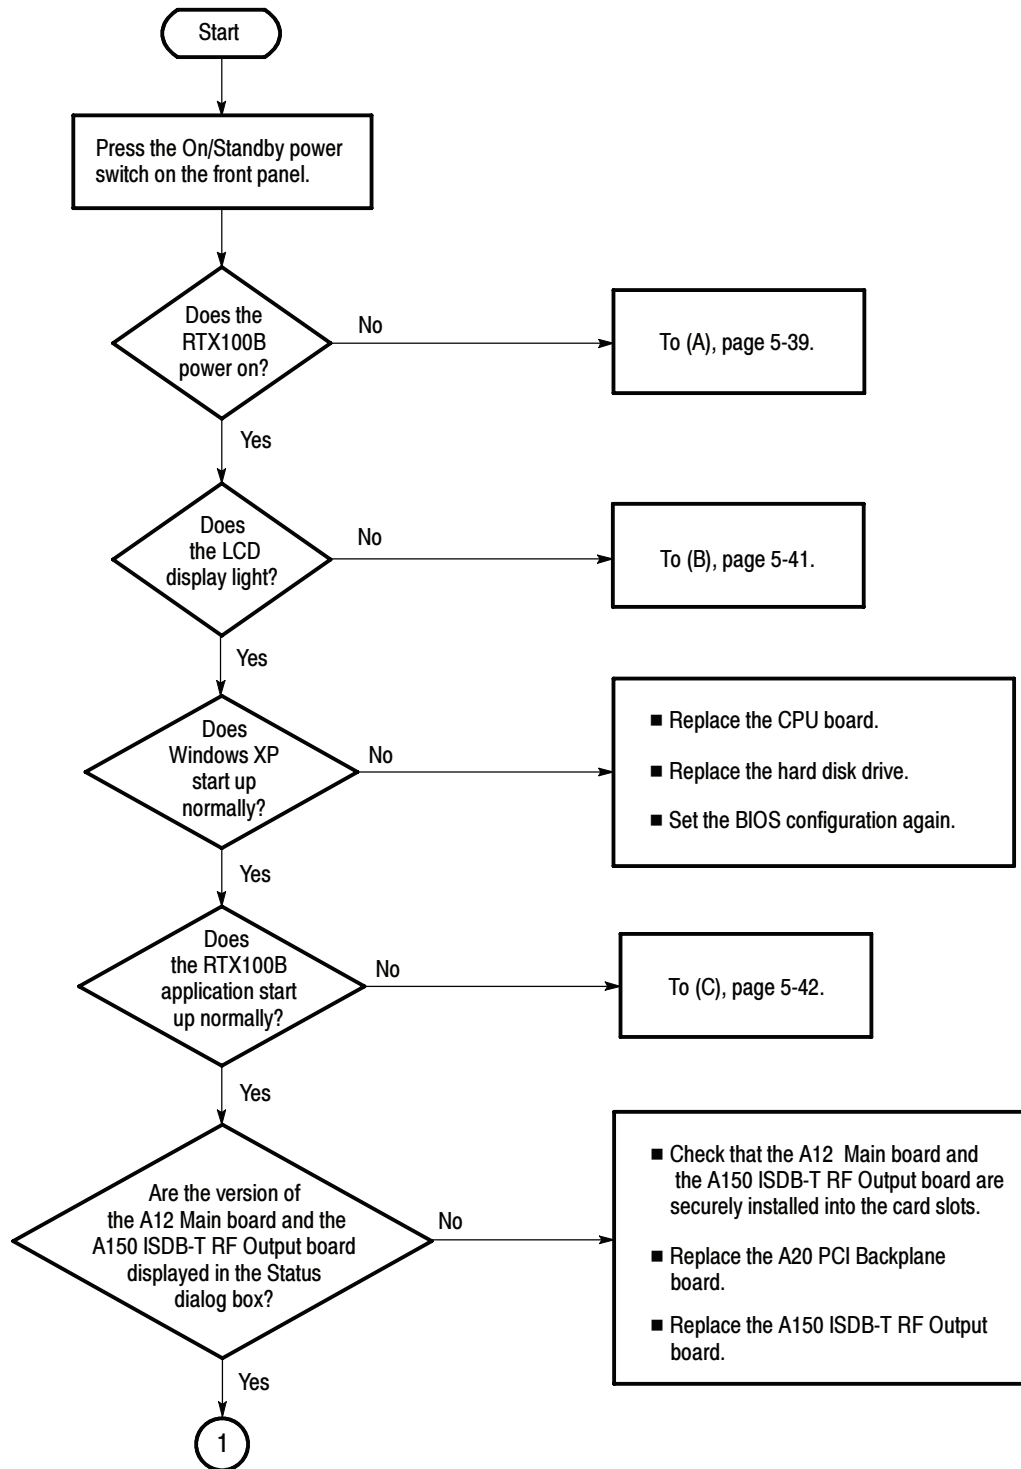 Start
Press the On/Standby power
switch on the front panel.
Does the
RTX100B
power on?
No
To (A), page 5-39.
Yes
Does
the LCD
display light?
No
To (B), page 5-41.
Yes
Does
Windows XP
start up
normally?
No
■ Replace the CPU board.
■ Replace the hard disk drive.
■ Set the BIOS configuration again.
Yes
Does
the RTX100B
application start
up normally?
No
To (C), page 5-42.
Yes
Are the version of
the A12 Main board and the
A150 ISDB-T RF Output board
displayed in the Status
dialog box?
No
■ Check that the A12 Main board and
the A150 ISDB-T RF Output board are
securely installed into the card slots.
■ Replace the A20 PCI Backplane
board.
■ Replace the A150 ISDB-T RF Output
board.
Yes
1